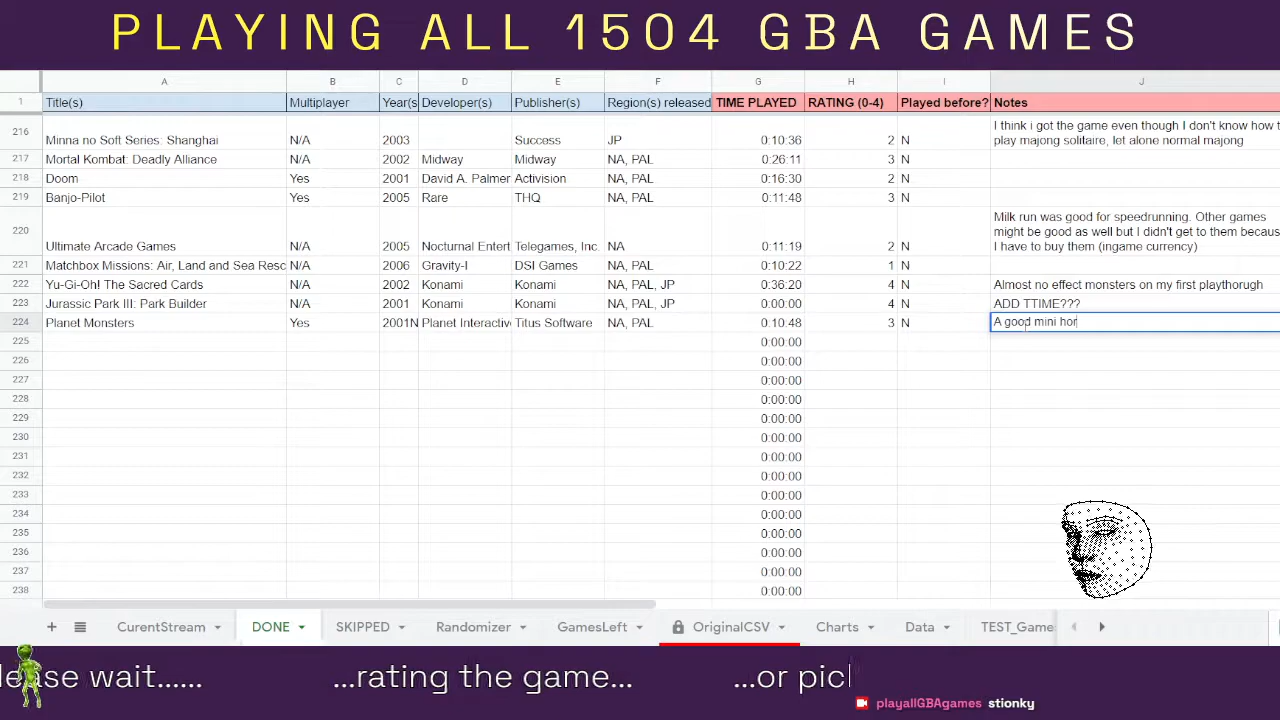 PLAYING ALL 1504 GBA GAMES
A B C D E F G H I J
1 Title(s) Multiplayer Year(s Developer(s) Publisher(s) Region(s) released TIME PLAYED RATING (0-4) Played before? Notes
I think i got the game even though I don't know how t
216 Minna no Soft Series: Shanghai N/A 2003 Success JP 0:10:36 2 N play majong solitaire, let alone normal majong
217 Mortal Kombat: Deadly Alliance N/A 2002 Midway Midway NA, PAL 0:26:11 3 N
218 Doom Yes 2001 David A. Palmer Activision NA, PAL 0:16:30 2 N
219 Banjo-Pilot Yes 2005 Rare THQ NA, PAL 0:11:48 3 N
Milk run was good for speedrunning. Other games
might be good as well but I didn't get to them becaus
220 Ultimate Arcade Games N/A 2005 Nocturnal Entert Telegames, Inc. NA 0:11:19 2 N I have to buy them (ingame currency)
221 Matchbox Missions: Air, Land and Sea Resc N/A 2006 Gravity-I DSI Games NA, PAL 0:10:22 1 N
222 Yu-Gi-Oh! The Sacred Cards N/A 2002 Konami Konami NA, PAL, JP 0:36:20 4 N Almost no effect monsters on my first playthorugh
223 Jurassic Park III: Park Builder N/A 2001 Konami Konami NA, PAL, JP 0:00:00 4 N ADD TTIME???
224 Planet Monsters Yes 2001N Planet Interactiv Titus Software NA, PAL 0:10:48 3 N A good mini hor
225 0:00:00
226 0:00:00
227 0:00:00
228 0:00:00
229 0:00:00
230 0:00:00
231 0:00:00
232 0:00:00
233 0:00:00
234 0:00:00
235 0:00:00
236 0:00:00
237 0:00:00
238 0:00:00
CurentStream DONE SKIPPED Randomizer GamesLeft OriginalCSV Charts Data TEST_Game
lease wait...... ...rating the game... ...or picl
playallGBAgames stionky